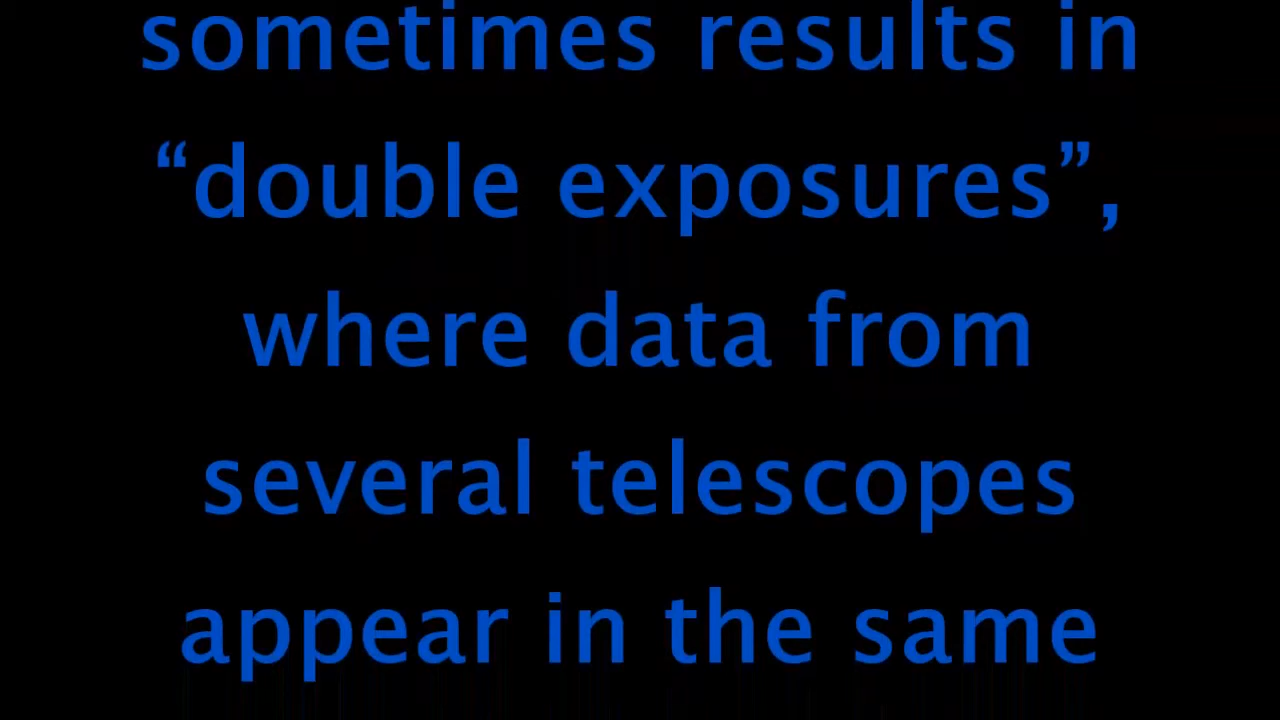 sometimes results in
“double exposures”,
where data from
several telescopes
appear in the same